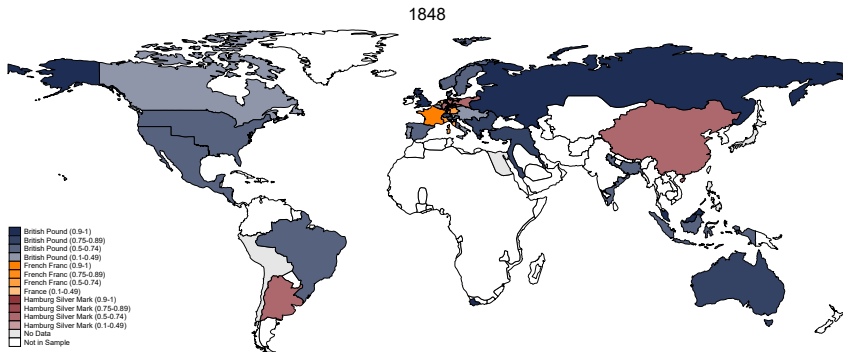 1848
British Pound (0.9-1)
British Pound (0.75-0.89)
British Pound (0.5-0.74)
British Pound (0.1-0.49)
French Franc (0.9-1)
French Franc (0.75-0.89)
French Franc (0.5-0.74)
France (0.1-0.49)
Hamburg Silver Mark (0.9-1)
Hamburg Silver Mark (0.75-0.89)
Hamburg Silver Mark (0.5-0.74)
Hamburg Silver Mark (0.1-0.49)
No Data
Not in Sample